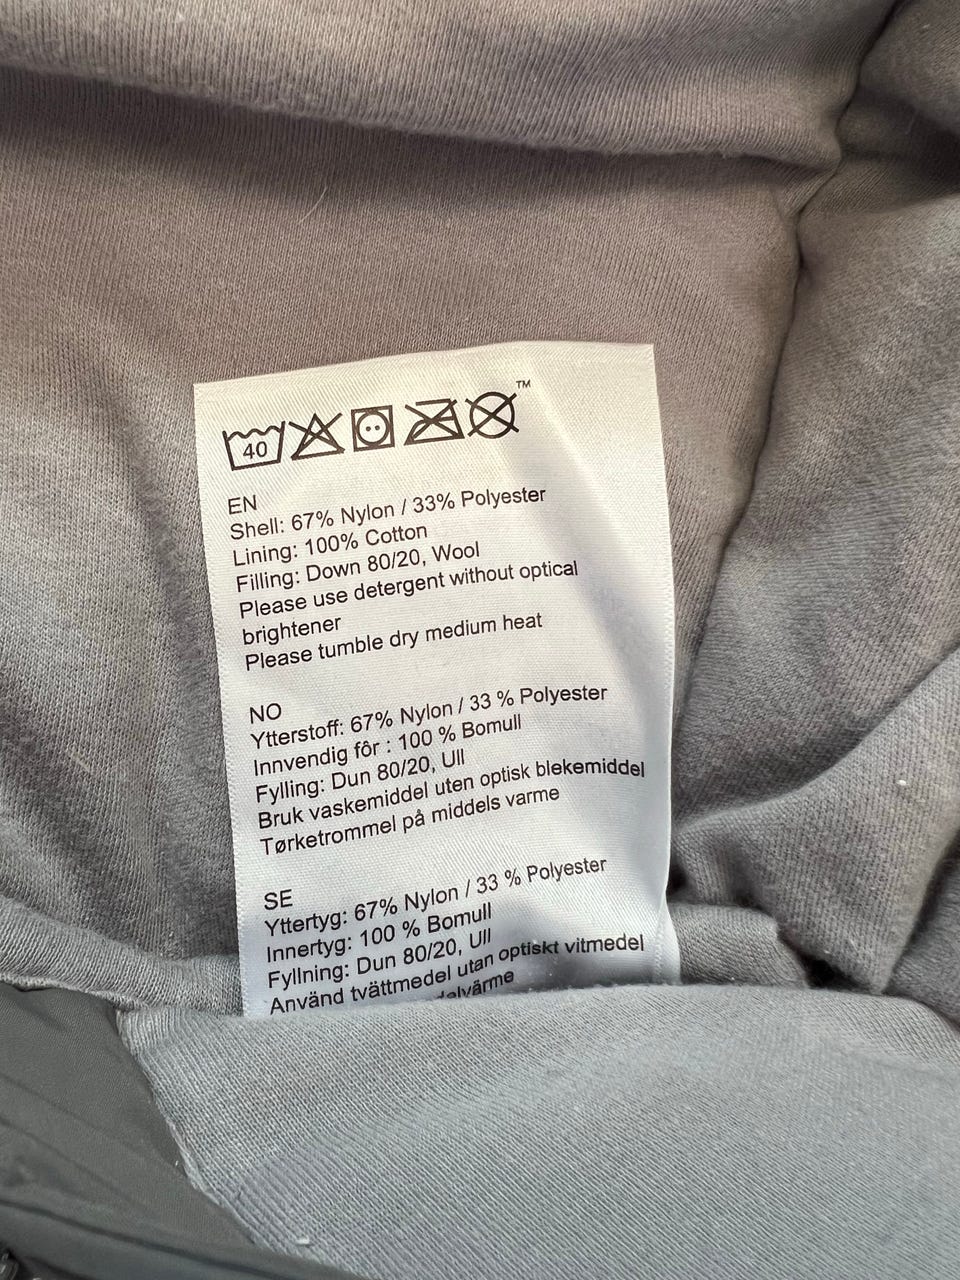 40
™
EN
Shell: 67% Nylon / 33% Polyester
Lining: 100% Cotton
Filling: Down 80/20, Wool
Please use detergent without optical
brightener
Please tumble dry medium heat
NO
Ytterstoff: 67% Nylon / 33 % Polyester
Innvendig fôr : 100 % Bomull
Fylling: Dun 80/20, Ull
Bruk vaskemiddel uten optisk blekemiddel
Tørketrommel på middels varme
SE
Yttertyg: 67% Nylon / 33 % Polyester
Innertyg: 100 % Bomull
Fyllning: Dun 80/20, Ull
Använd tvättmedel utan optiskt vitmedel